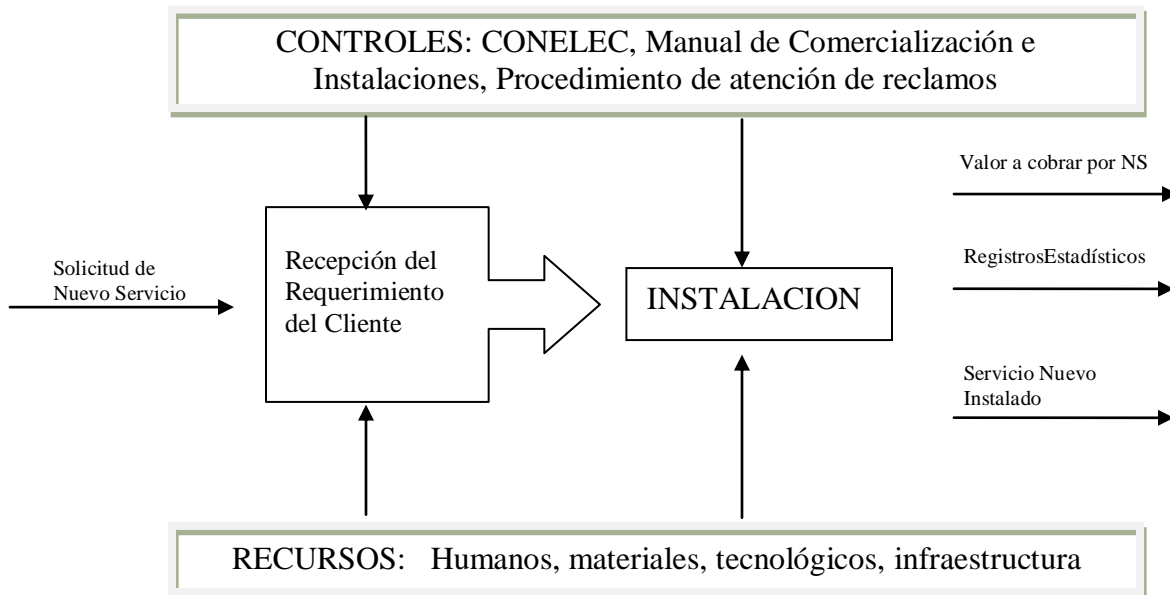 CONTROLES: CONELEC, Manual de Comercialización e
Instalaciones, Procedimiento de atención de reclamos
Valor a cobrar por NS
Solicitud de
Nuevo Servicio
Recepción del
Requerimiento
del Cliente
INSTALACION
RegistrosEstadísticos
Servicio Nuevo
Instalado
RECURSOS: Humanos, materiales, tecnológicos, infraestructura